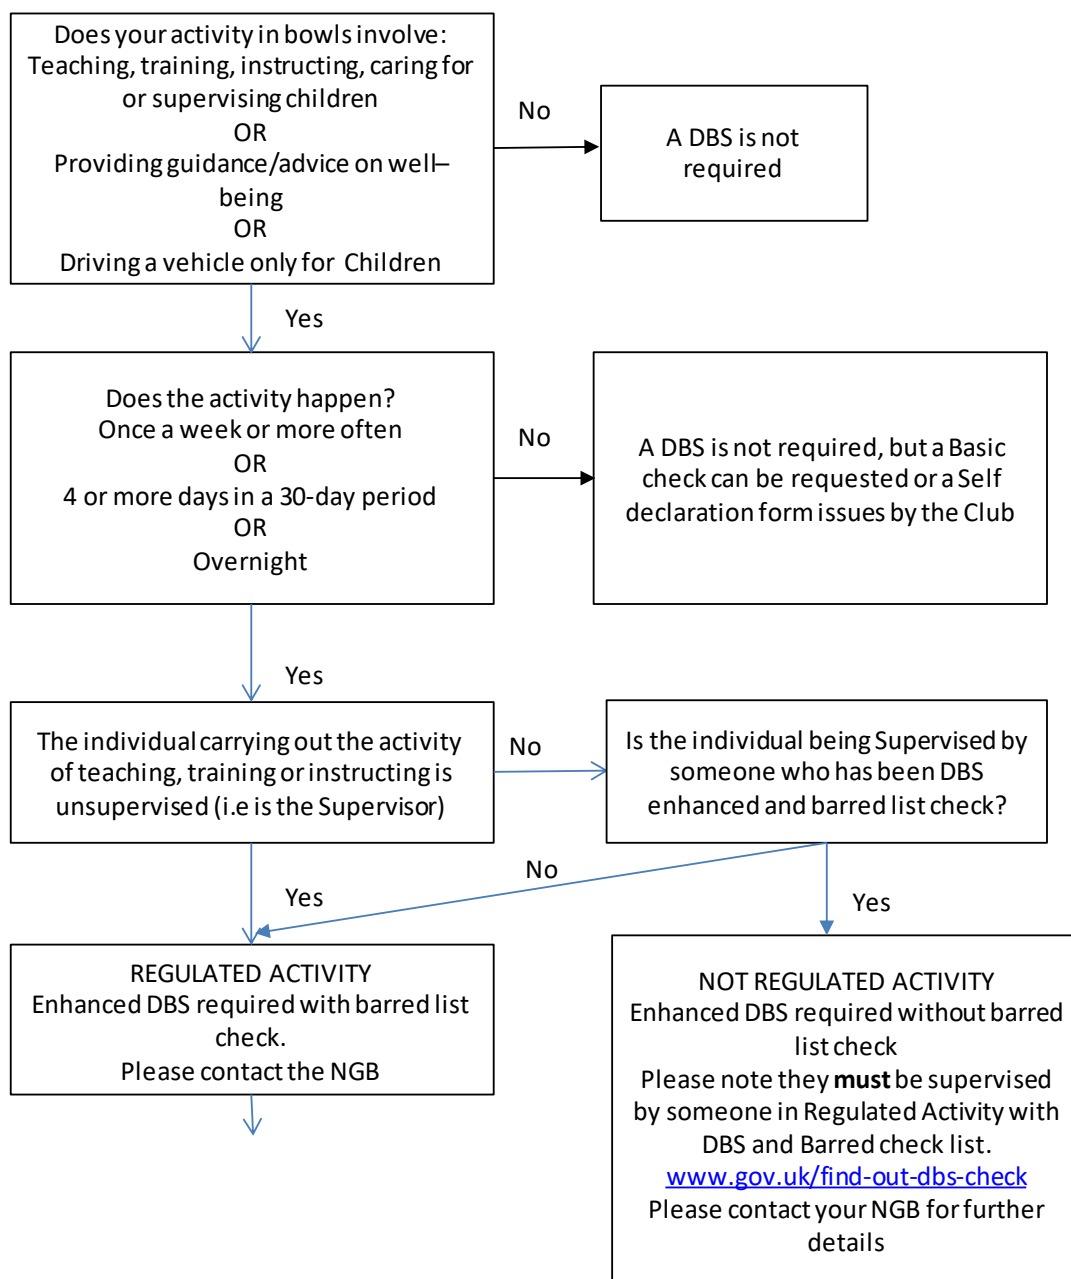 Does your activity in bowls involve:
Teaching, training, instructing, caring for
or supervising children
OR
Providing guidance/advice on well–
being
OR
Driving a vehicle only for Children
No
A DBS is not
required
Yes
Does the activity happen?
Once a week or more often
OR
4 or more days in a 30-day period
OR
Overnight
No
A DBS is not required, but a Basic
check can be requested or a Self
declaration form issues by the Club
Yes
The individual carrying out the activity
of teaching, training or instructing is
unsupervised (i.e is the Supervisor)
No
Is the individual being Supervised by
someone who has been DBS
enhanced and barred list check?
Yes
No
Yes
REGULATED ACTIVITY
Enhanced DBS required with barred list
check.
Please contact the NGB
NOT REGULATED ACTIVITY
Enhanced DBS required without barred
list check
Please note they must be supervised
by someone in Regulated Activity with
DBS and Barred check list.
www.gov.uk/find-out-dbs-check
Please contact your NGB for further
details